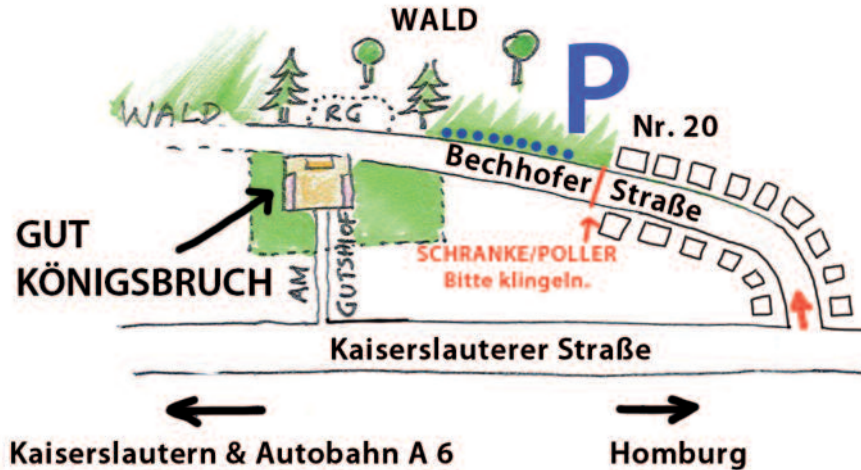 WALD
P
WALD
RG
Nr. 20
Bechhofer Straße
GUT
KÖNIGSBRUCH
AM
GUTSHOF
SCHRANKE/POLLER
Bitte klingeln.
Kaiserslauterer Straße
Kaiserslautern & Autobahn A 6
Homburg